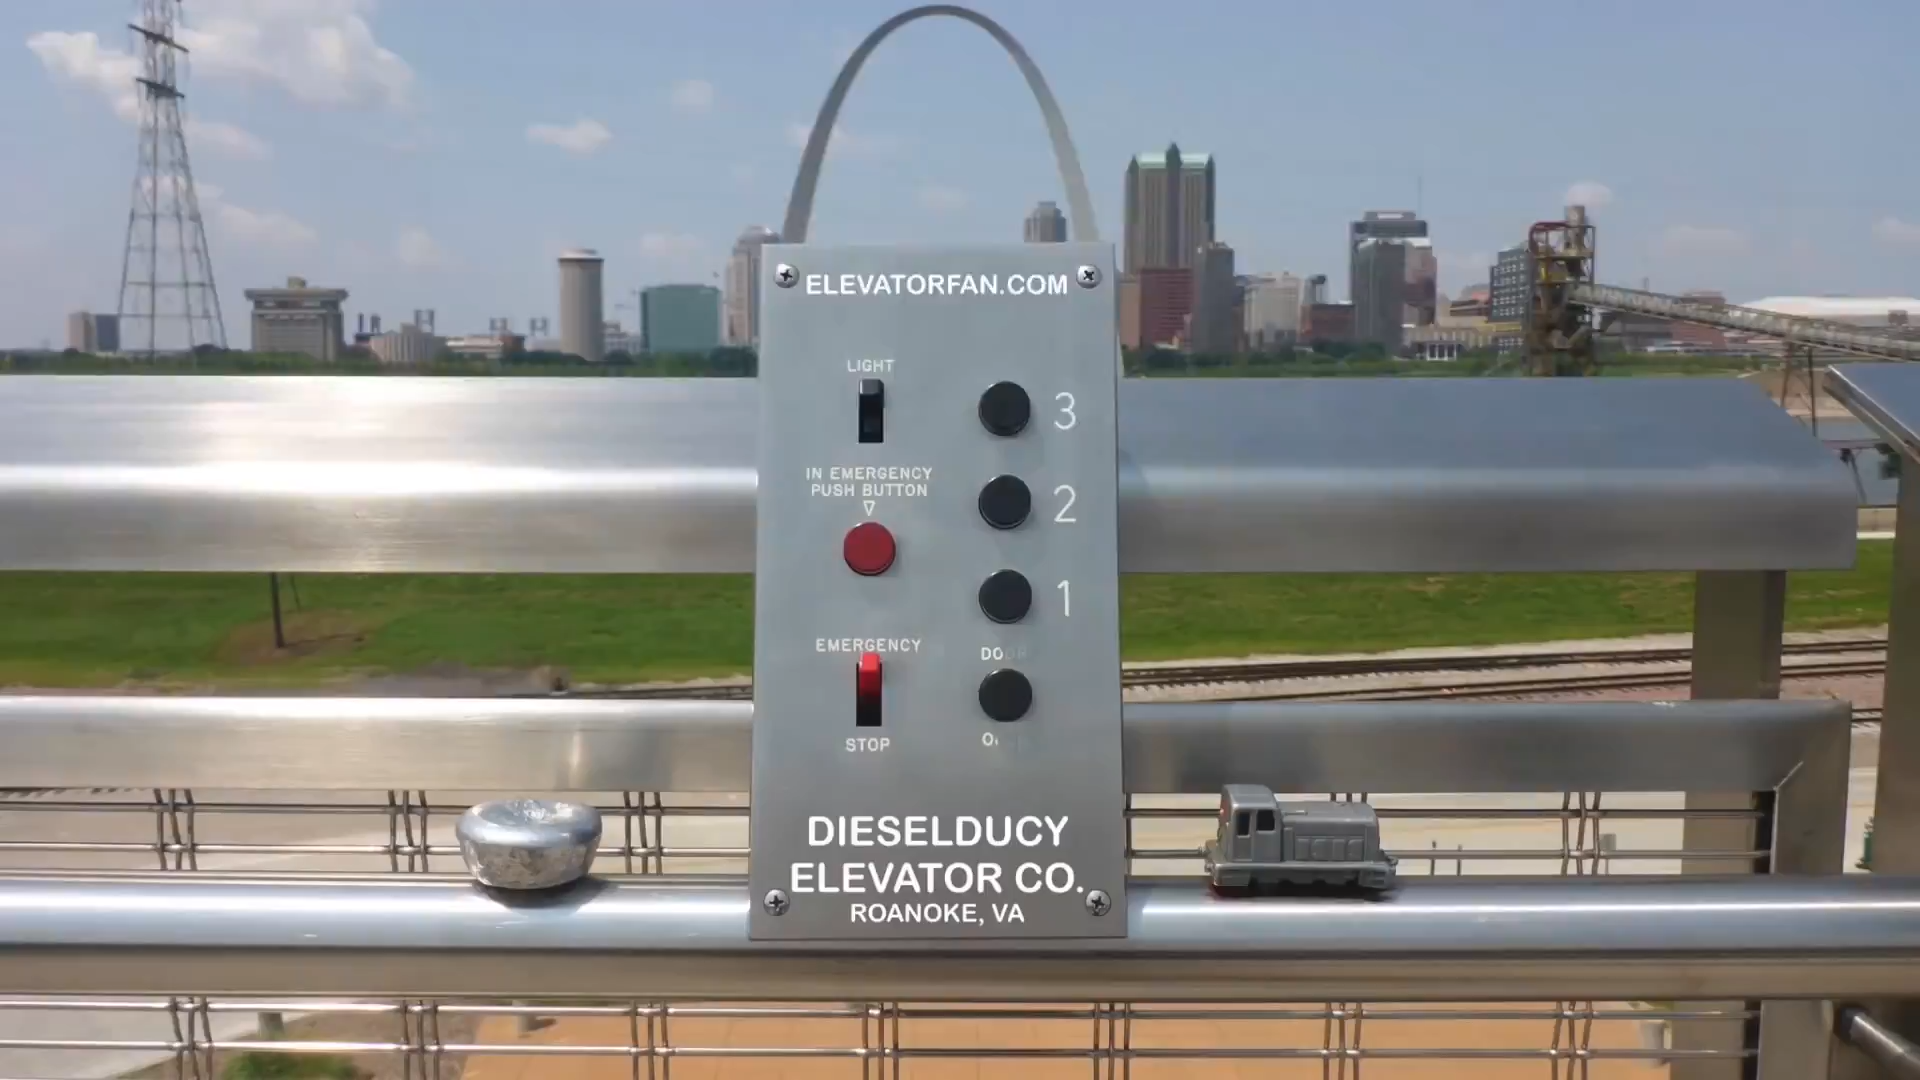 ELEVATORFAN.COM
LIGHT
3
IN EMERGENCY
PUSH BUTTON
2
1
EMERGENCY
STOP
DIESELDUCY
ELEVATOR CO.
ROANOKE, VA